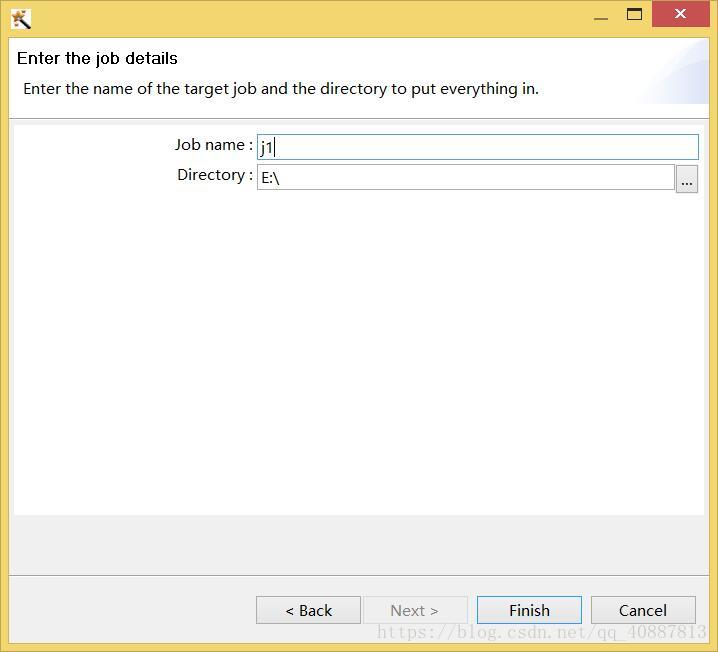 Enter the job details
Enter the name of the target job and the directory to put everything in.
Job name : j1
Directory : E:\ ...
< Back Next > Finish Cancel
https://blog.csdn.net/qq_40887813